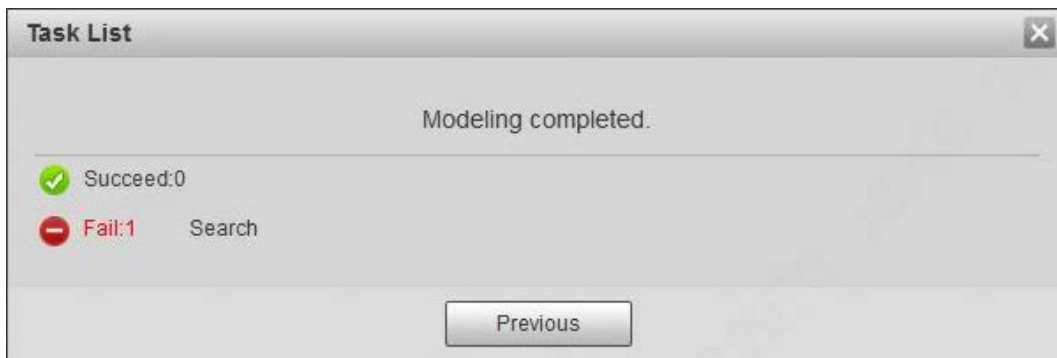 Task List
Modeling completed.
Succeed:0
Fail:1 Search
Previous